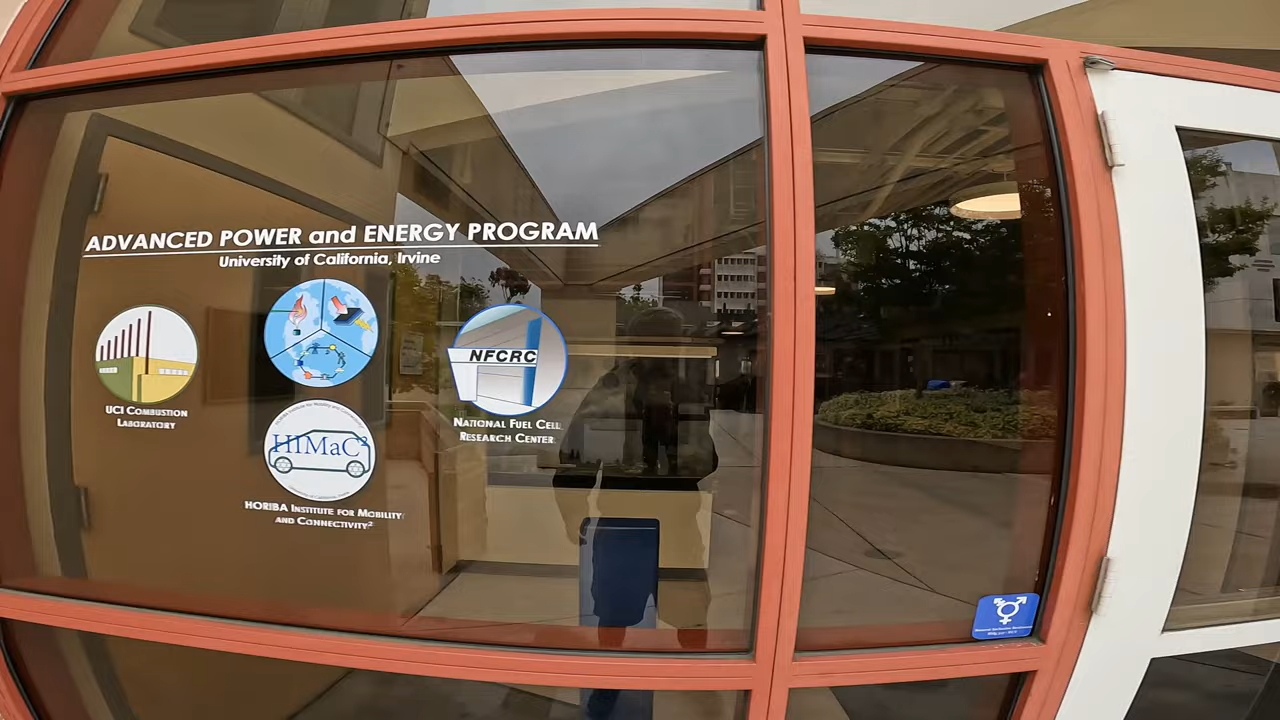 ADVANCED POWER and ENERGY PROGRAM
University of California, Irvine
NFCRC
UCI COMBUSTION
LABORATORY
NATIONAL FUEL CELL
RESEARCH CENTER
HIMaC²
HORIBA INSTITUTE FOR MOBILITY
AND CONNECTIVITY²